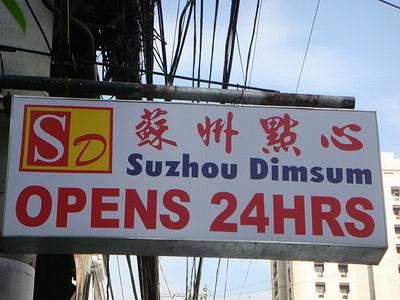 SD 蘇州點心
Suzhou Dimsum
OPENS 24HRS